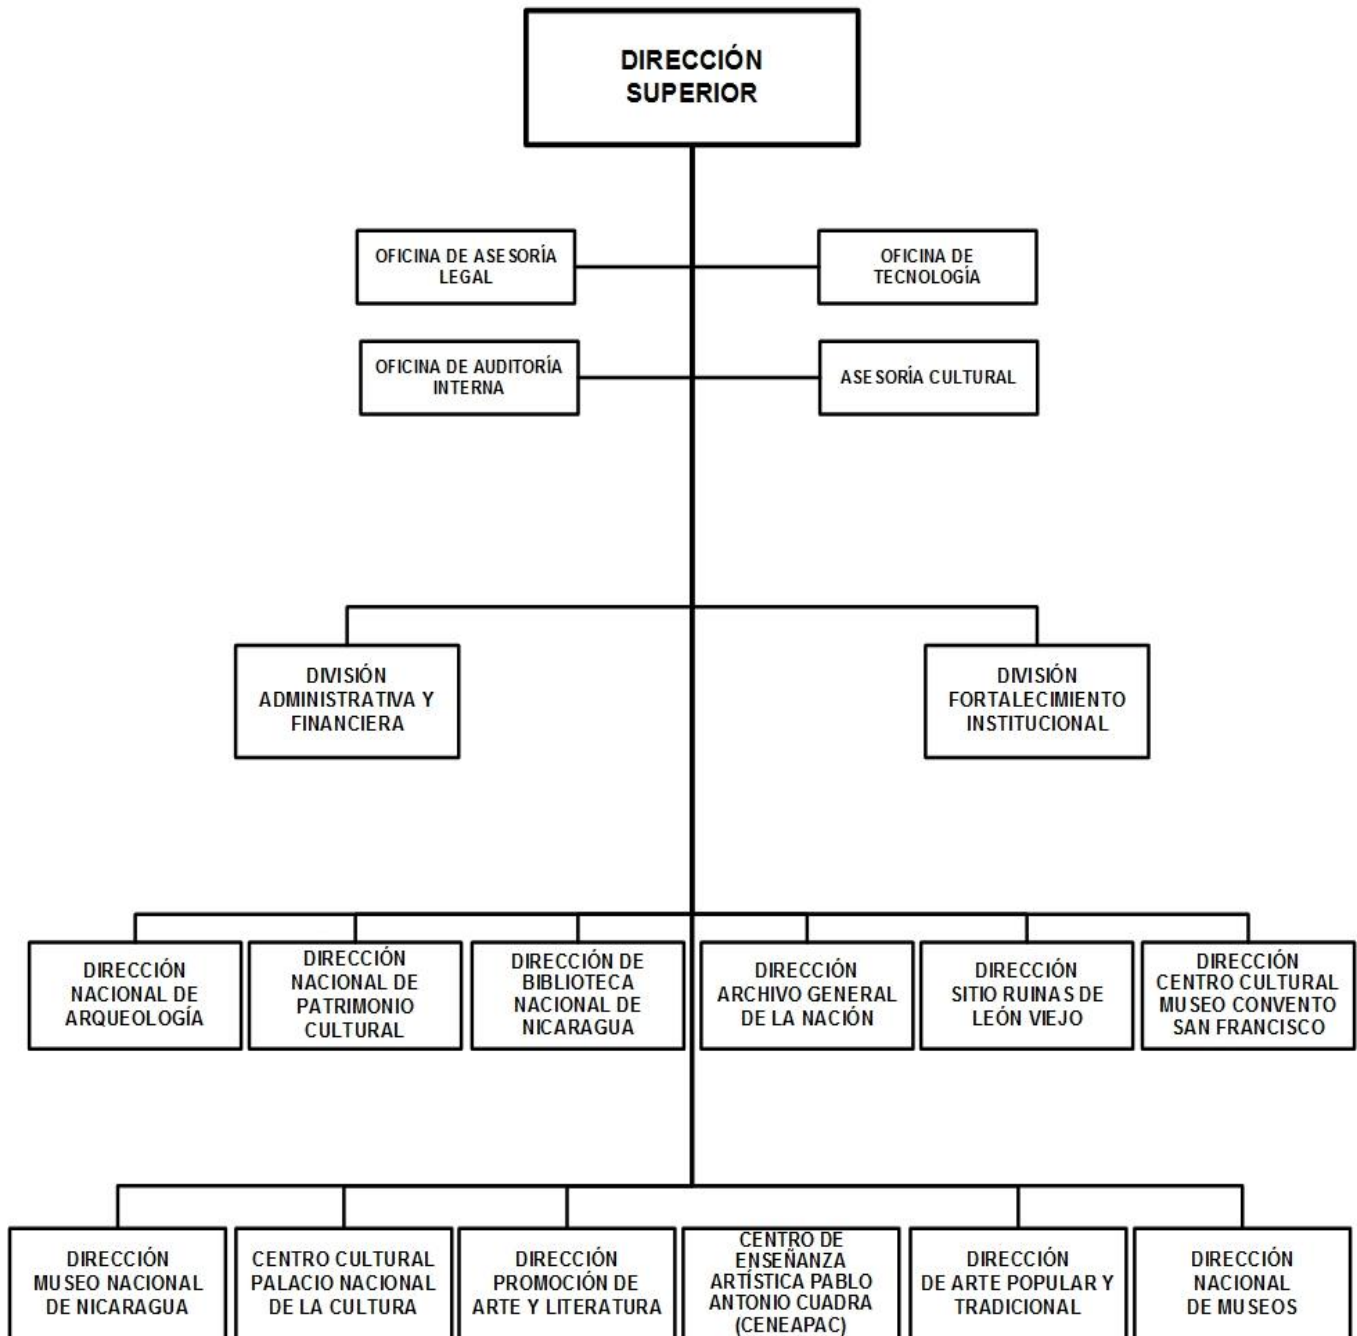 DIRECCIÓN
SUPERIOR
OFICINA DE ASESORÍA
LEGAL
OFICINA DE
TECNOLOGÍA
OFICINA DE AUDITORÍA
INTERNA
ASESORÍA CULTURAL
DIVISIÓN
ADMINISTRATIVA Y
FINANCIERA
DIVISIÓN
FORTALECIMIENTO
INSTITUCIONAL
DIRECCIÓN
NACIONAL DE
ARQUEOLOGÍA
DIRECCIÓN
NACIONAL DE
PATRIMONIO
CULTURAL
DIRECCIÓN DE
BIBLIOTECA
NACIONAL DE
NICARAGUA
DIRECCIÓN
ARCHIVO GENERAL
DE LA NACIÓN
DIRECCIÓN
SITIO RUINAS DE
LEÓN VIEJO
DIRECCIÓN
CENTRO CULTURAL
MUSEO CONVENTO
SAN FRANCISCO
DIRECCIÓN
MUSEO NACIONAL
DE NICARAGUA
CENTRO CULTURAL
PALACIO NACIONAL
DE LA CULTURA
DIRECCIÓN
PROMOCIÓN DE
ARTE Y LITERATURA
CENTRO DE
ENSEÑANZA
ARTÍSTICA PABLO
ANTONIO CUADRA
(CENEAPAC)
DIRECCIÓN
DE ARTE POPULAR Y
TRADICIONAL
DIRECCIÓN
NACIONAL
DE MUSEOS